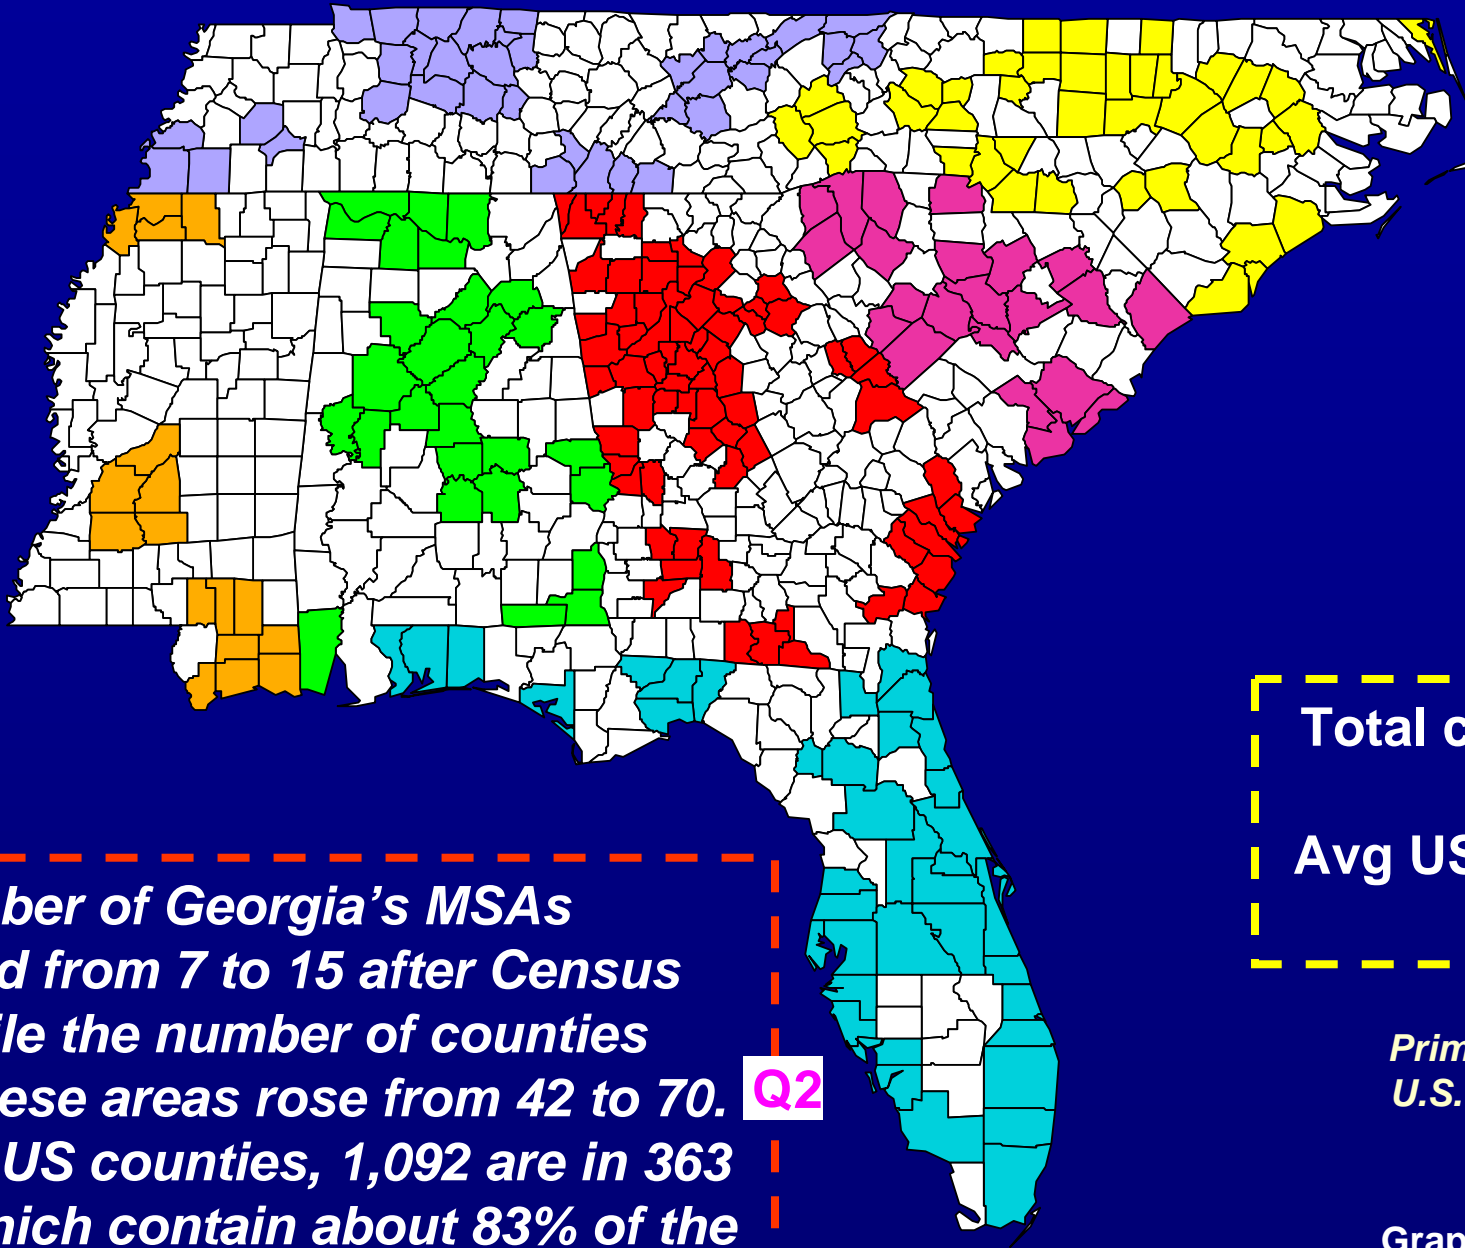 Total c
Avg US
ber of Georgia's MSAs
d from 7 to 15 after Census
ile the number of counties
ese areas rose from 42 to 70.
Q2
US counties, 1,092 are in 363
hich contain about 83% of the
Prim
U.S.
Grap